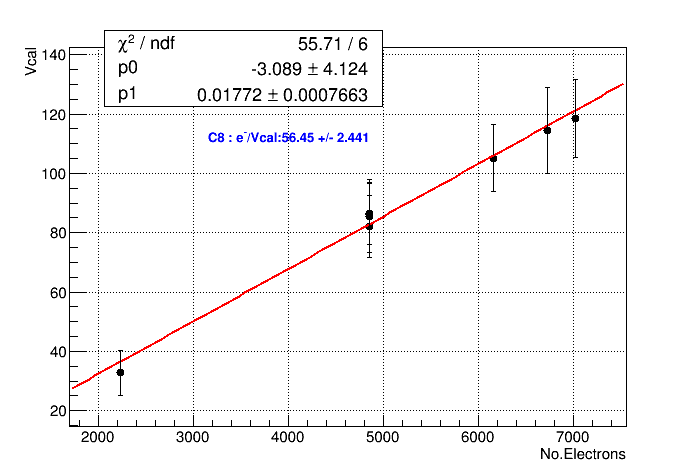 χ² / ndf 55.71 / 6
p0 -3.089 ± 4.124
p1 0.01772 ± 0.0007663
C8 : e⁻/Vcal:56.45 +/- 2.441
Vcal
140
120
100
80
60
40
20
2000 3000 4000 5000 6000 7000
No.Electrons